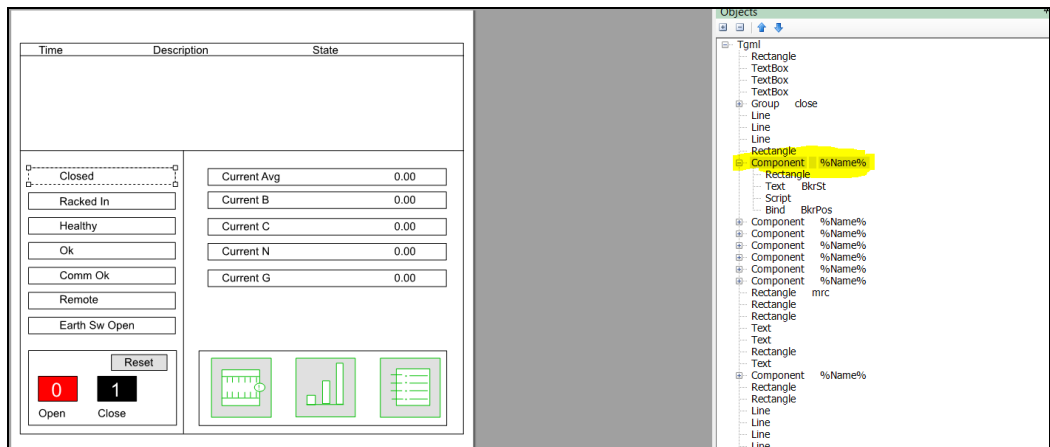 Time Description State
Closed
Racked In
Healthy
Ok
Comm Ok
Remote
Earth Sw Open
Current Avg 0.00
Current B 0.00
Current C 0.00
Current N 0.00
Current G 0.00
Reset
0 1
Open Close
Objects
Tgml
Rectangle
TextBox
TextBox
TextBox
Group close
Line
Line
Line
Rectangle
Component %Name%
Rectangle
Text BkrSt
Script
Bind BkrPos
Component %Name%
Component %Name%
Component %Name%
Component %Name%
Component %Name%
Component %Name%
Rectangle mrc
Rectangle
Rectangle
Text
Text
Rectangle
Text
Component %Name%
Rectangle
Rectangle
Line
Line
Line
Line